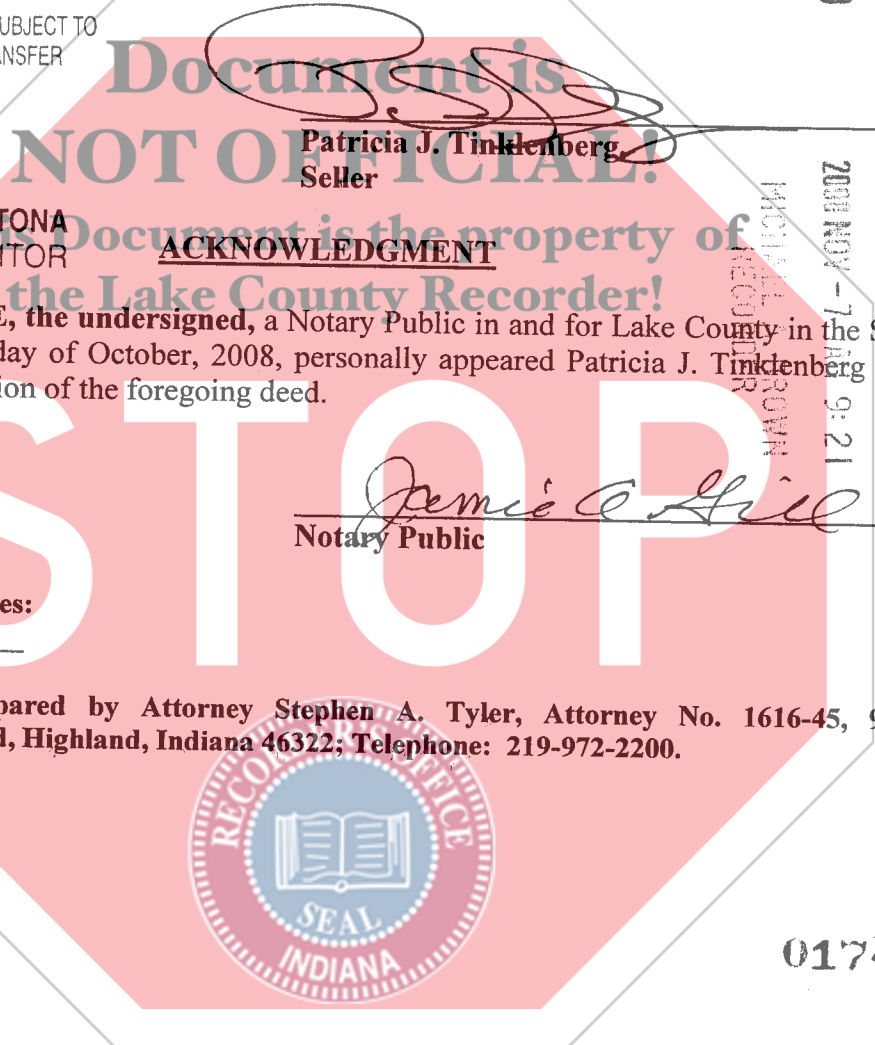 UBJECT TO
NSFER
Document is
NOT OFFICIAL!
Patricia J. Tinklenberg,
Seller
TONA
ITOR
Document is the property of
the Lake County Recorder!
ACKNOWLEDGMENT
E, the undersigned, a Notary Public in and for Lake County in the S
day of October, 2008, personally appeared Patricia J. Tinklenberg
ion of the foregoing deed.
2008 NOV - 7 AM 9:21
RECORDER
STOP
Jamie A Gill
Notary Public
es:
pared by Attorney Stephen A. Tyler, Attorney No. 1616-45, 9
d, Highland, Indiana 46322; Telephone: 219-972-2200.
RECORDER'S OFFICE
SEAL
INDIANA
017